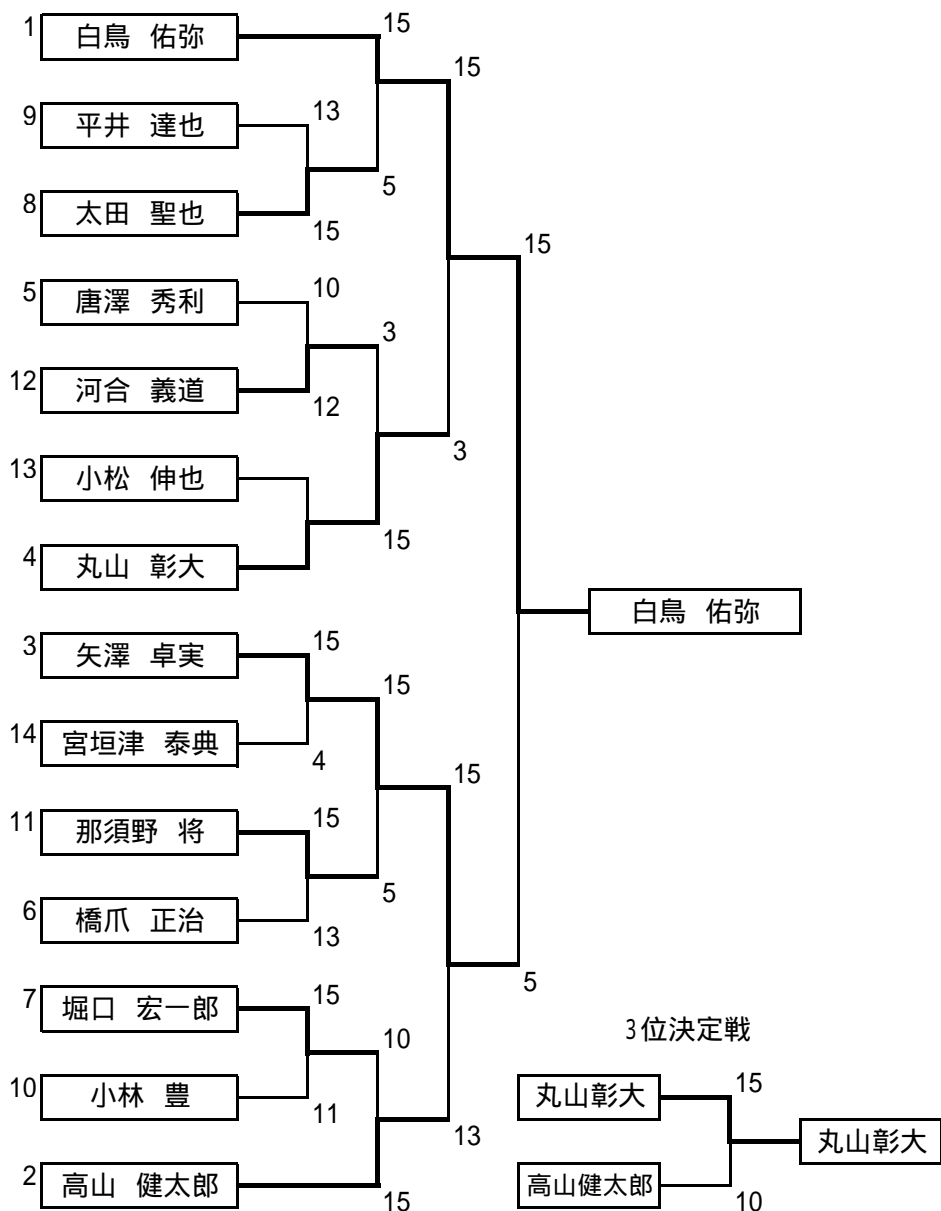 1 白鳥 佑弥 15
15
9 平井 達也 13
5
8 太田 聖也 15
15
5 唐澤 秀利 10
3
12 河合 義道 12
3
13 小松 伸也
15
4 丸山 彰大
白鳥 佑弥
3 矢澤 卓実 15
15
14 宮垣津 泰典 4
15
11 那須野 将 15
5
6 橋爪 正治 13
5
7 堀口 宏一郎 15
10
3位決定戦
10 小林 豊 11
13
2 高山 健太郎 15
丸山彰大 15
丸山彰大
高山健太郎 10